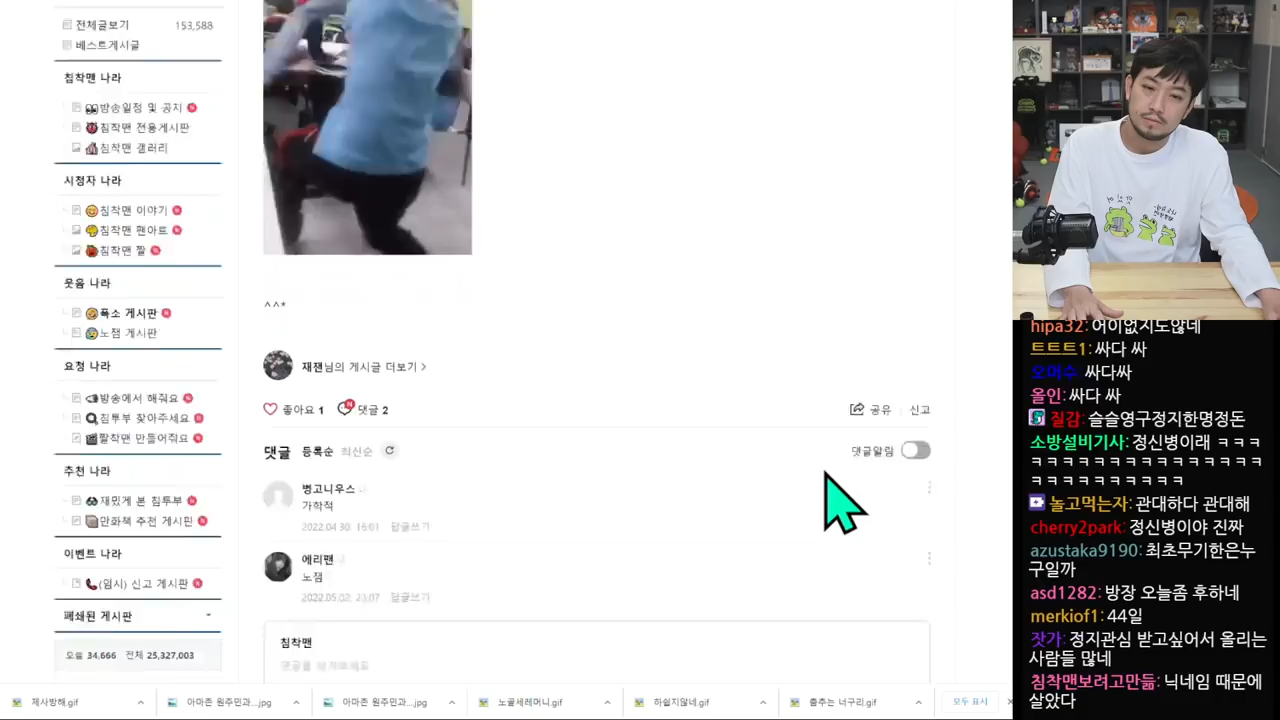 전체글보기 153,588
베스트게시글
침착맨 나라
방송일정 및 공지
침착맨 전용게시판
침착맨 갤러리
시청자 나라
침착맨 이야기
침착맨 팬아트
침착맨 짤
웃음 나라
폭소 게시판
노잼 게시판
요청 나라
방송에서 해줘요
침투부 찾아주세요
짤착맨 만들어줘요
추천 나라
재밌게 본 침투부
만화책 추천 게시판
이벤트 나라
(임시) 신고 게시판
폐쇄된 게시판
오늘 34,666 전체 25,327,003
^^*
재잰님의 게시글 더보기 >
좋아요 1 댓글 2
공유 신고
댓글 등록순 최신순
댓글알림
병고니우스
가학적
2022.04.30. 답글쓰기
에리팬
노잼
2022.05.02. 답글쓰기
침착맨
제사방해.gif
아마존 원주민과....jpg
아마존 원주민과....jpg
노골세레머니.gif
하쉴지않네.gif
춤추는 너구리.gif
모두 표시
hipa32: 어이없지도않네
트트트1: 싸다 싸
오머수: 싸다싸
올인: 싸다 싸
질감: 슬슬영구정지한명정돈
소방설비기사: 정신병이래 ㅋㅋㅋ
ㅋㅋㅋㅋㅋㅋㅋㅋㅋㅋㅋㅋㅋㅋㅋ
ㅋㅋㅋㅋㅋㅋㅋㅋㅋㅋ
놀고먹는자: 관대하다 관대해
cherry2park: 정신병이야 진짜
azustaka9190: 최초무기한은누
구일까
asd1282: 방장 오늘좀 후하네
merkiof1: 44일
잣가: 정지관심 받고싶어서 올리는
사람들 많네
침착맨보려고만듦: 닉네임 때문에
살았다